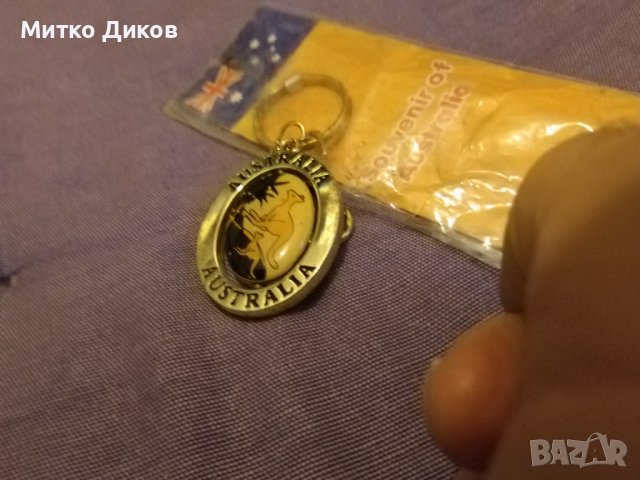 Митко Диков
Souvenir of
Australia
AUSTRALIA
AUSTRALIA
BAZAR